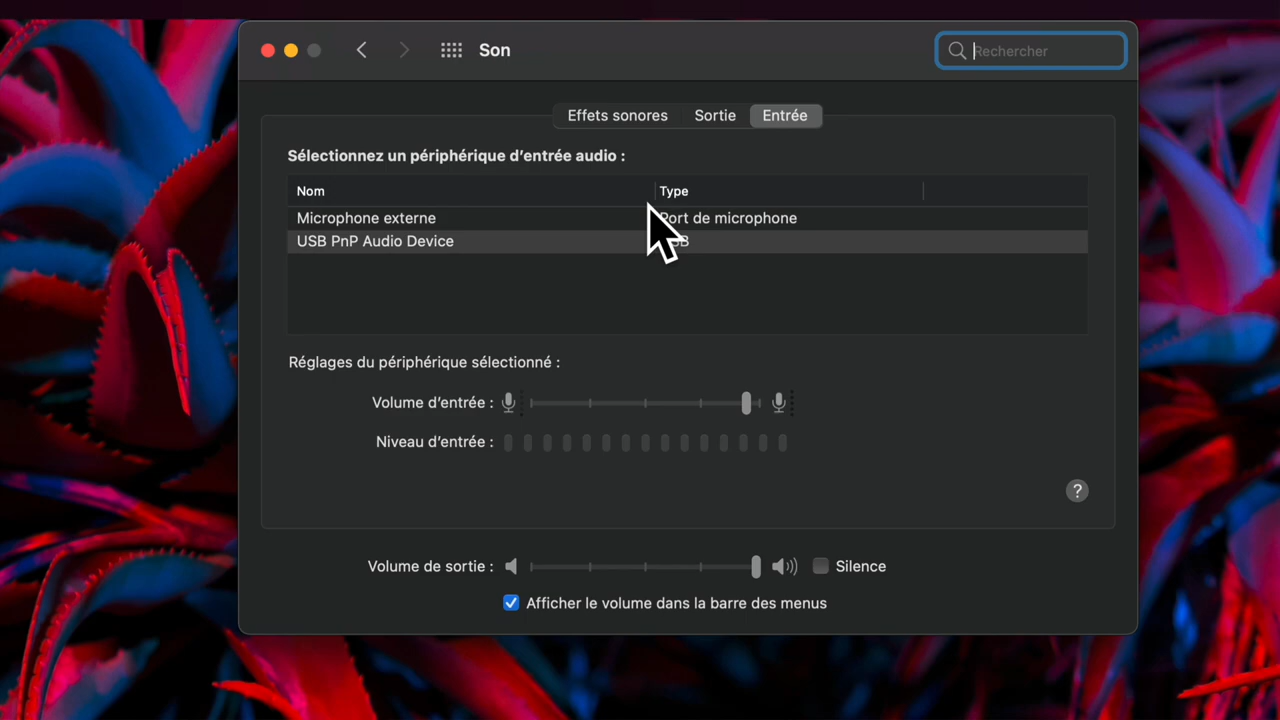 Son
Rechercher
Effets sonores Sortie Entrée
Sélectionnez un périphérique d’entrée audio :
Nom Type
Microphone externe Port de microphone
USB PnP Audio Device
Réglages du périphérique sélectionné :
Volume d’entrée :
Niveau d’entrée :
?
Volume de sortie : Silence
Afficher le volume dans la barre des menus